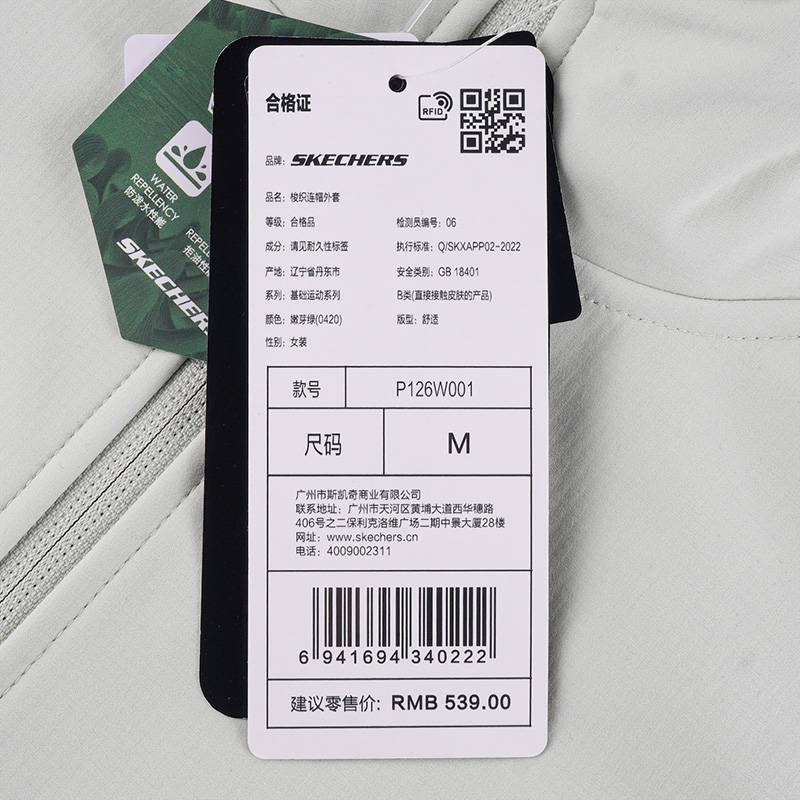 合格证
RFID
品牌: SKECHERS
品名: 梭织连帽外套
等级: 合格品 检测员编号: 06
成分: 请见耐久性标签 执行标准: Q/SKXAPP02-2022
产地: 辽宁省丹东市 安全类别: GB 18401
系列: 基础运动系列 B类(直接接触皮肤的产品)
颜色: 嫩芽绿(0420) 版型: 舒适
性别: 女装
款号 P126W001
尺码 M
广州市斯凯奇商业有限公司
联系地址: 广州市天河区黄埔大道西华穗路
406号之二保利克洛维广场二期中景大厦28楼
网址: www.skechers.cn
电话: 4009002311
6 941694 340222
建议零售价: RMB 539.00
WATER
REPELLENCY
防泼水性能
拒油性
SKECHERS